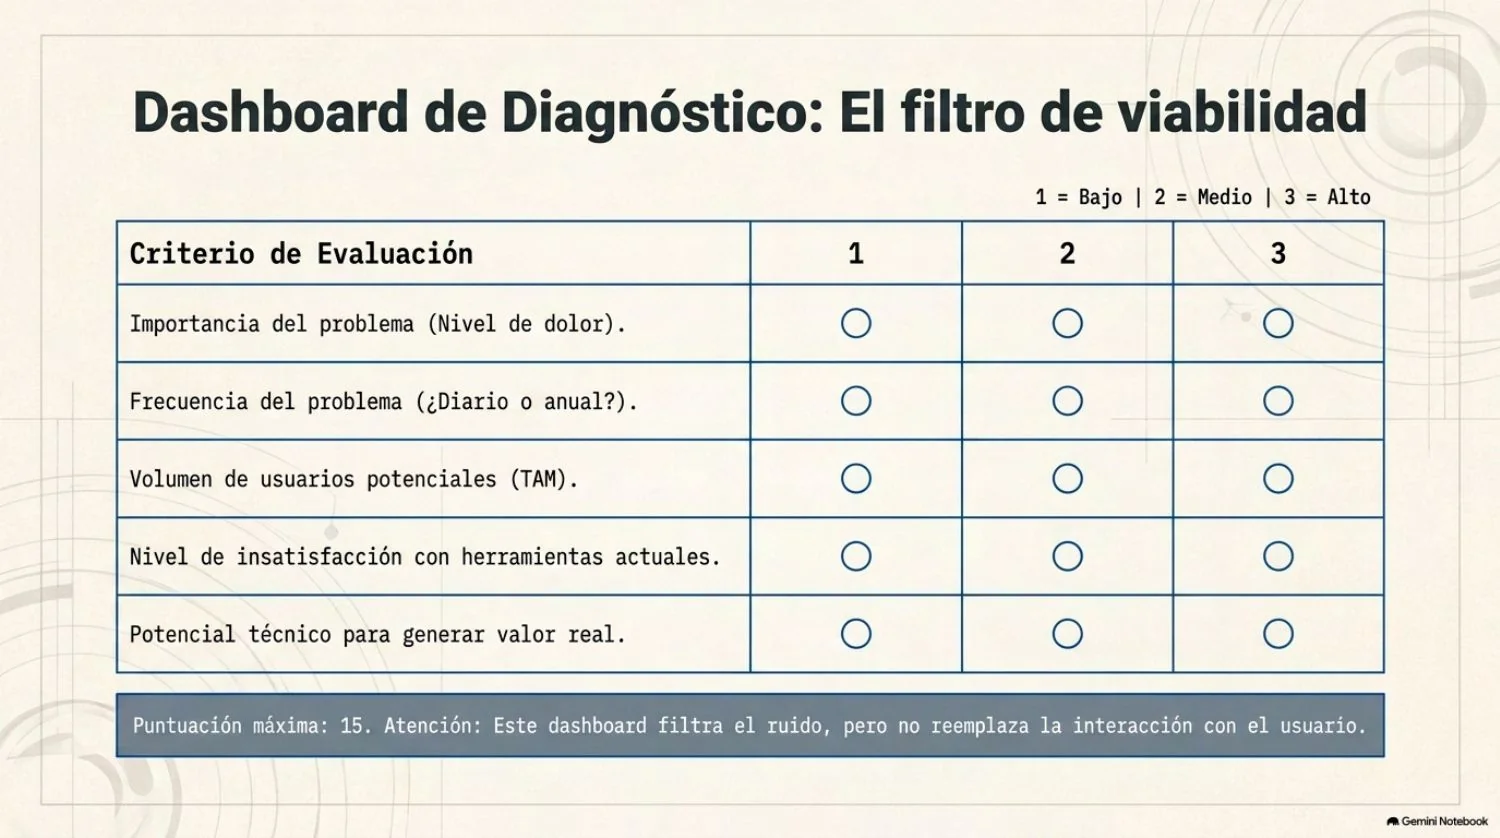 Dashboard de Diagnóstico: El filtro de viabilidad
1 = Bajo | 2 = Medio | 3 = Alto
Criterio de Evaluación 1 2 3
Importancia del problema (Nivel de dolor).
Frecuencia del problema (¿Diario o anual?).
Volumen de usuarios potenciales (TAM).
Nivel de insatisfacción con herramientas actuales.
Potencial técnico para generar valor real.
Puntuación máxima: 15. Atención: Este dashboard filtra el ruido, pero no reemplaza la interacción con el usuario.
Gemini Notebook